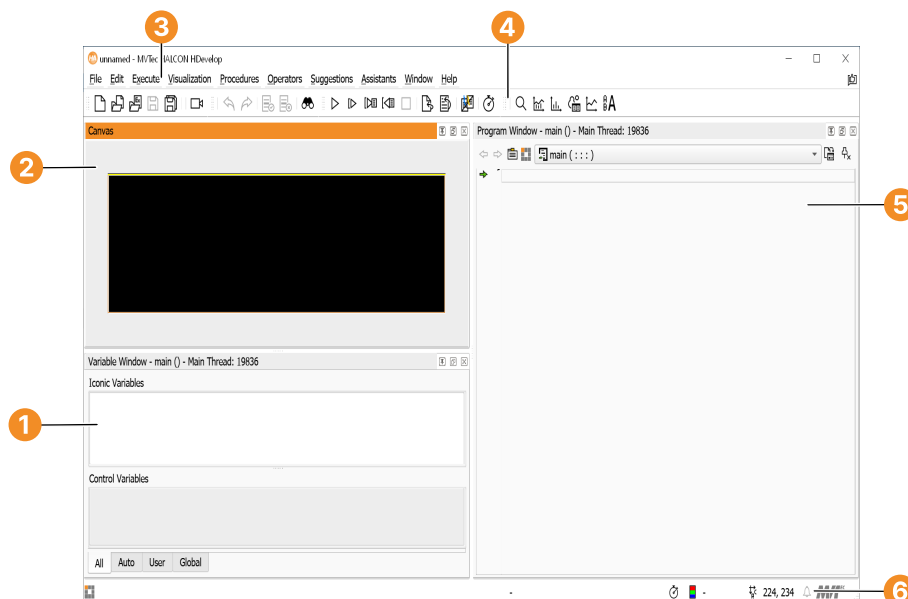 3
4
unnamed - MVTec HALCON HDevelop
File Edit Execute Visualization Procedures Operators Suggestions Assistants Window Help
Canvas
Program Window - main () - Main Thread: 19836
main ( : : : )
2
5
Variable Window - main () - Main Thread: 19836
Iconic Variables
1
Control Variables
All Auto User Global
- - 224, 234
6